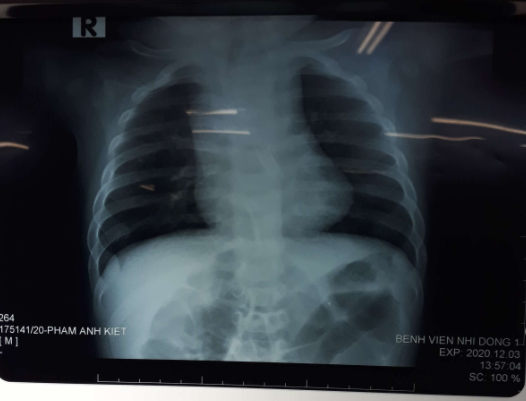 R
264
175141/20-PHAM ANH KIET
[ M ]
BENH VIEN NHI DONG 1
EXP: 2020.12.03
13:57:04
SC: 100 %